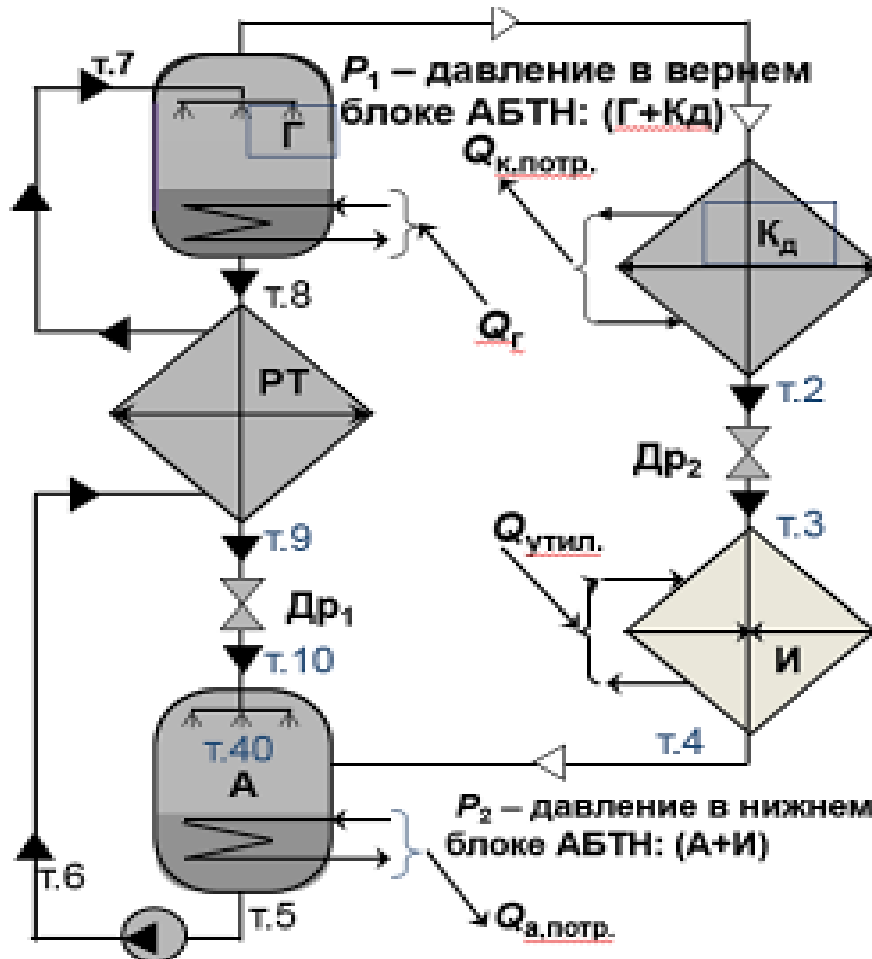 т.7
P₁ – давление в вернем
блоке АБТН: (Г+Кд)
Г
Qк.потр.
Кд
т.8
Qг
РТ
т.2
Др₂
т.9
Qутил.
т.3
Др₁
т.10
И
т.40
А
т.4
P₂ – давление в нижнем
блоке АБТН: (А+И)
т.6
т.5
Qа,потр.